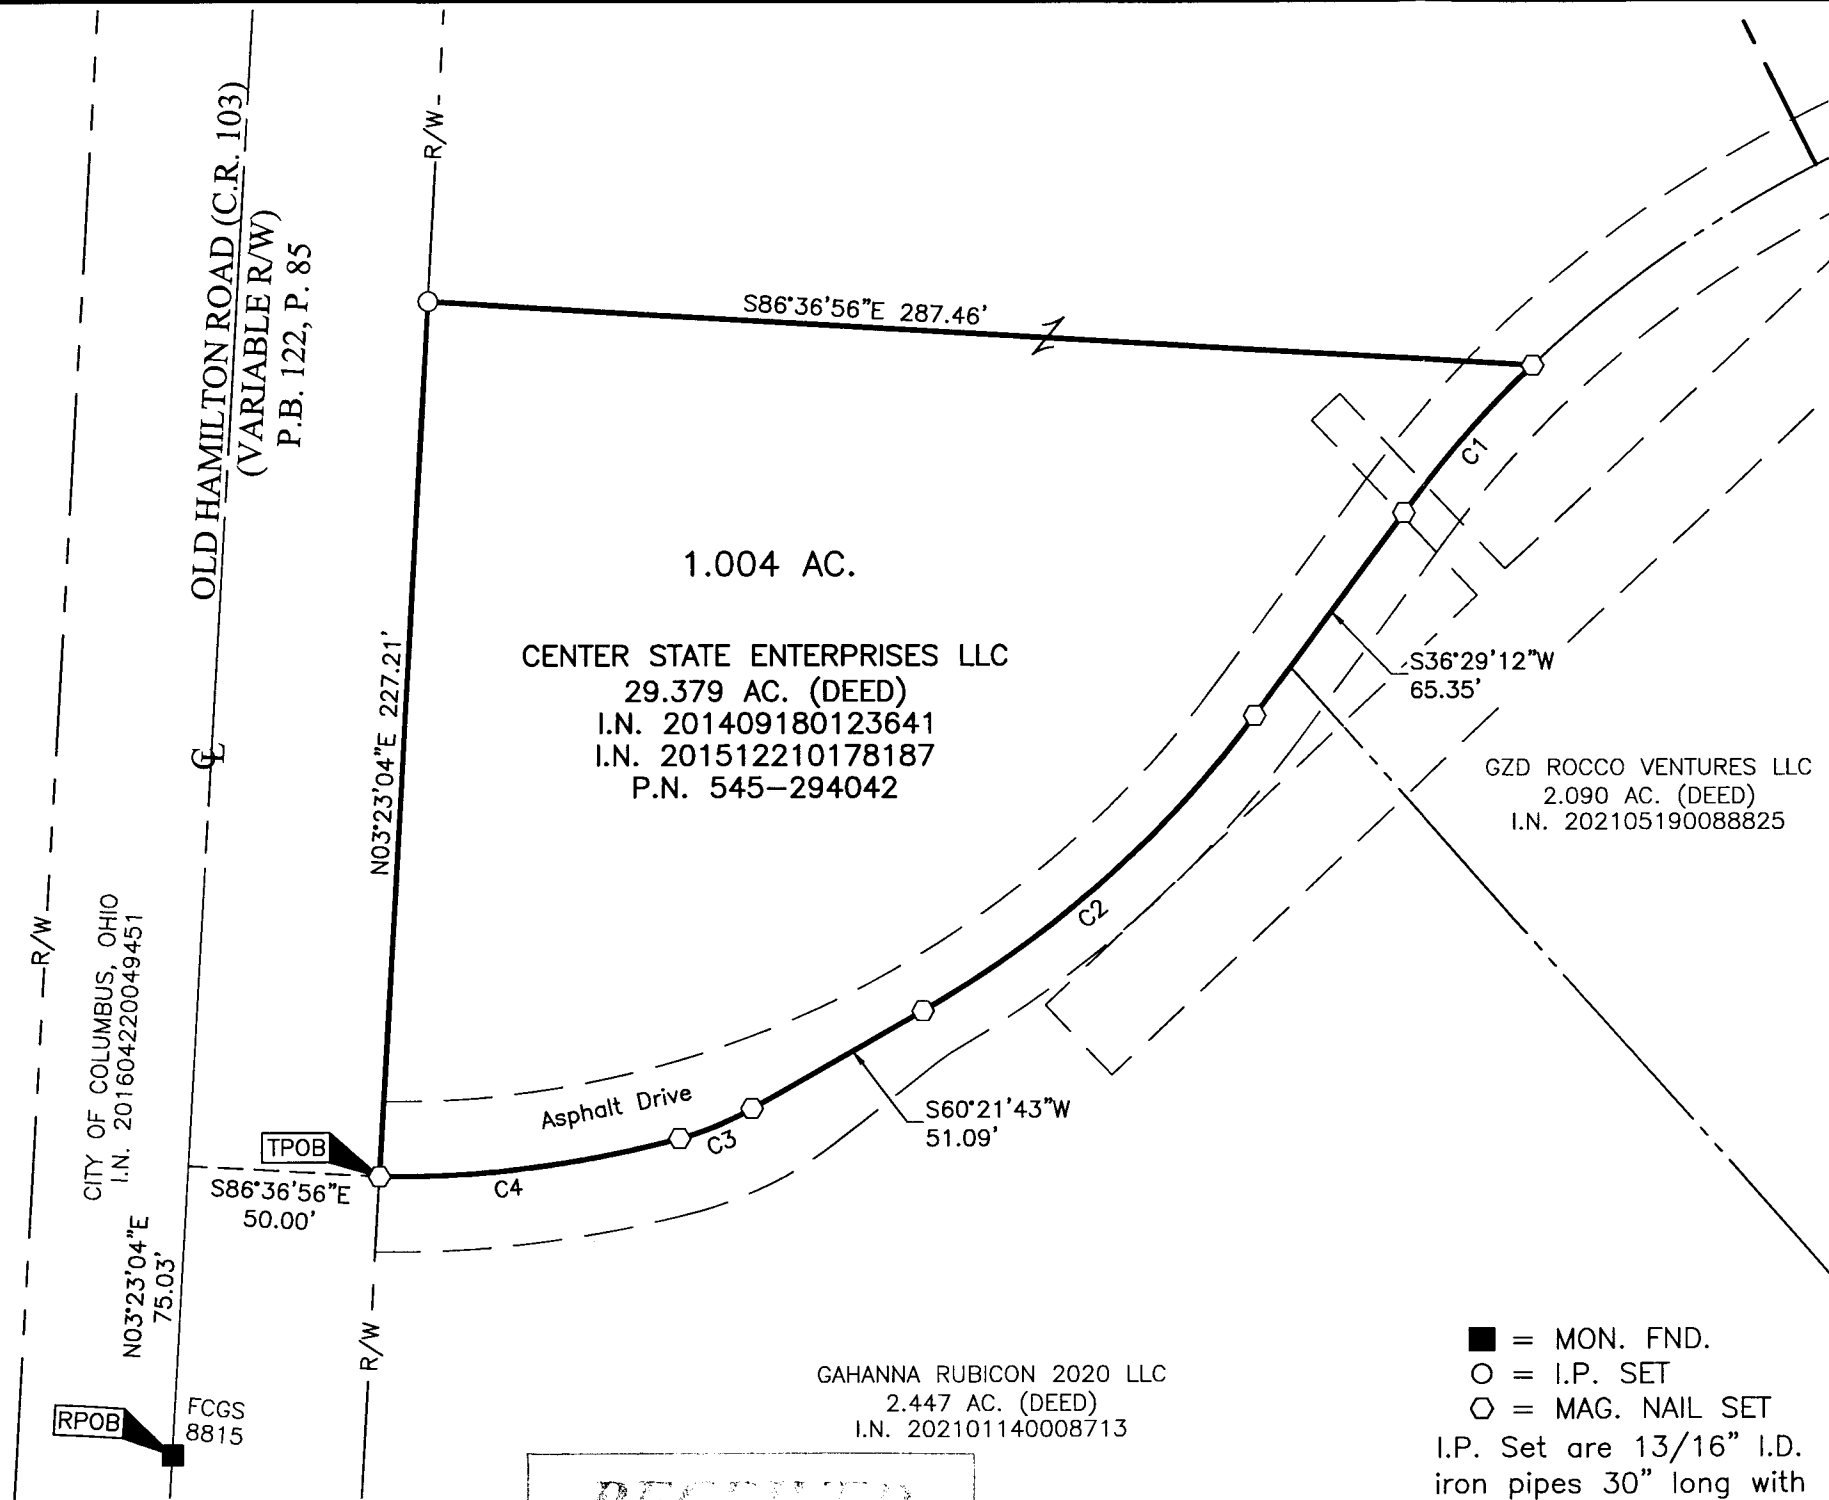 R/W
OLD HAMILTON ROAD (C.R. 103)
(VARIABLE R/W)
P.B. 122, P. 85
S86°36'56"E 287.46'
C1
1.004 AC.
CENTER STATE ENTERPRISES LLC
29.379 AC. (DEED)
I.N. 201409180123641
I.N. 201512210178187
P.N. 545-294042
N03°23'04"E 227.21'
S36°29'12"W
65.35'
GZD ROCCO VENTURES LLC
2.090 AC. (DEED)
I.N. 202105190088825
C2
R/W
CITY OF COLUMBUS, OHIO
I.N. 201604220049451
Asphalt Drive
S60°21'43"W
51.09'
C3
C4
TPOB
S86°36'56"E
50.00'
N03°23'04"E
75.03'
R/W
RPOB
FCGS
8815
GAHANNA RUBICON 2020 LLC
2.447 AC. (DEED)
I.N. 202101140008713
RECEIVED
= MON. FND.
= I.P. SET
= MAG. NAIL SET
I.P. Set are 13/16" I.D.
iron pipes 30" long with